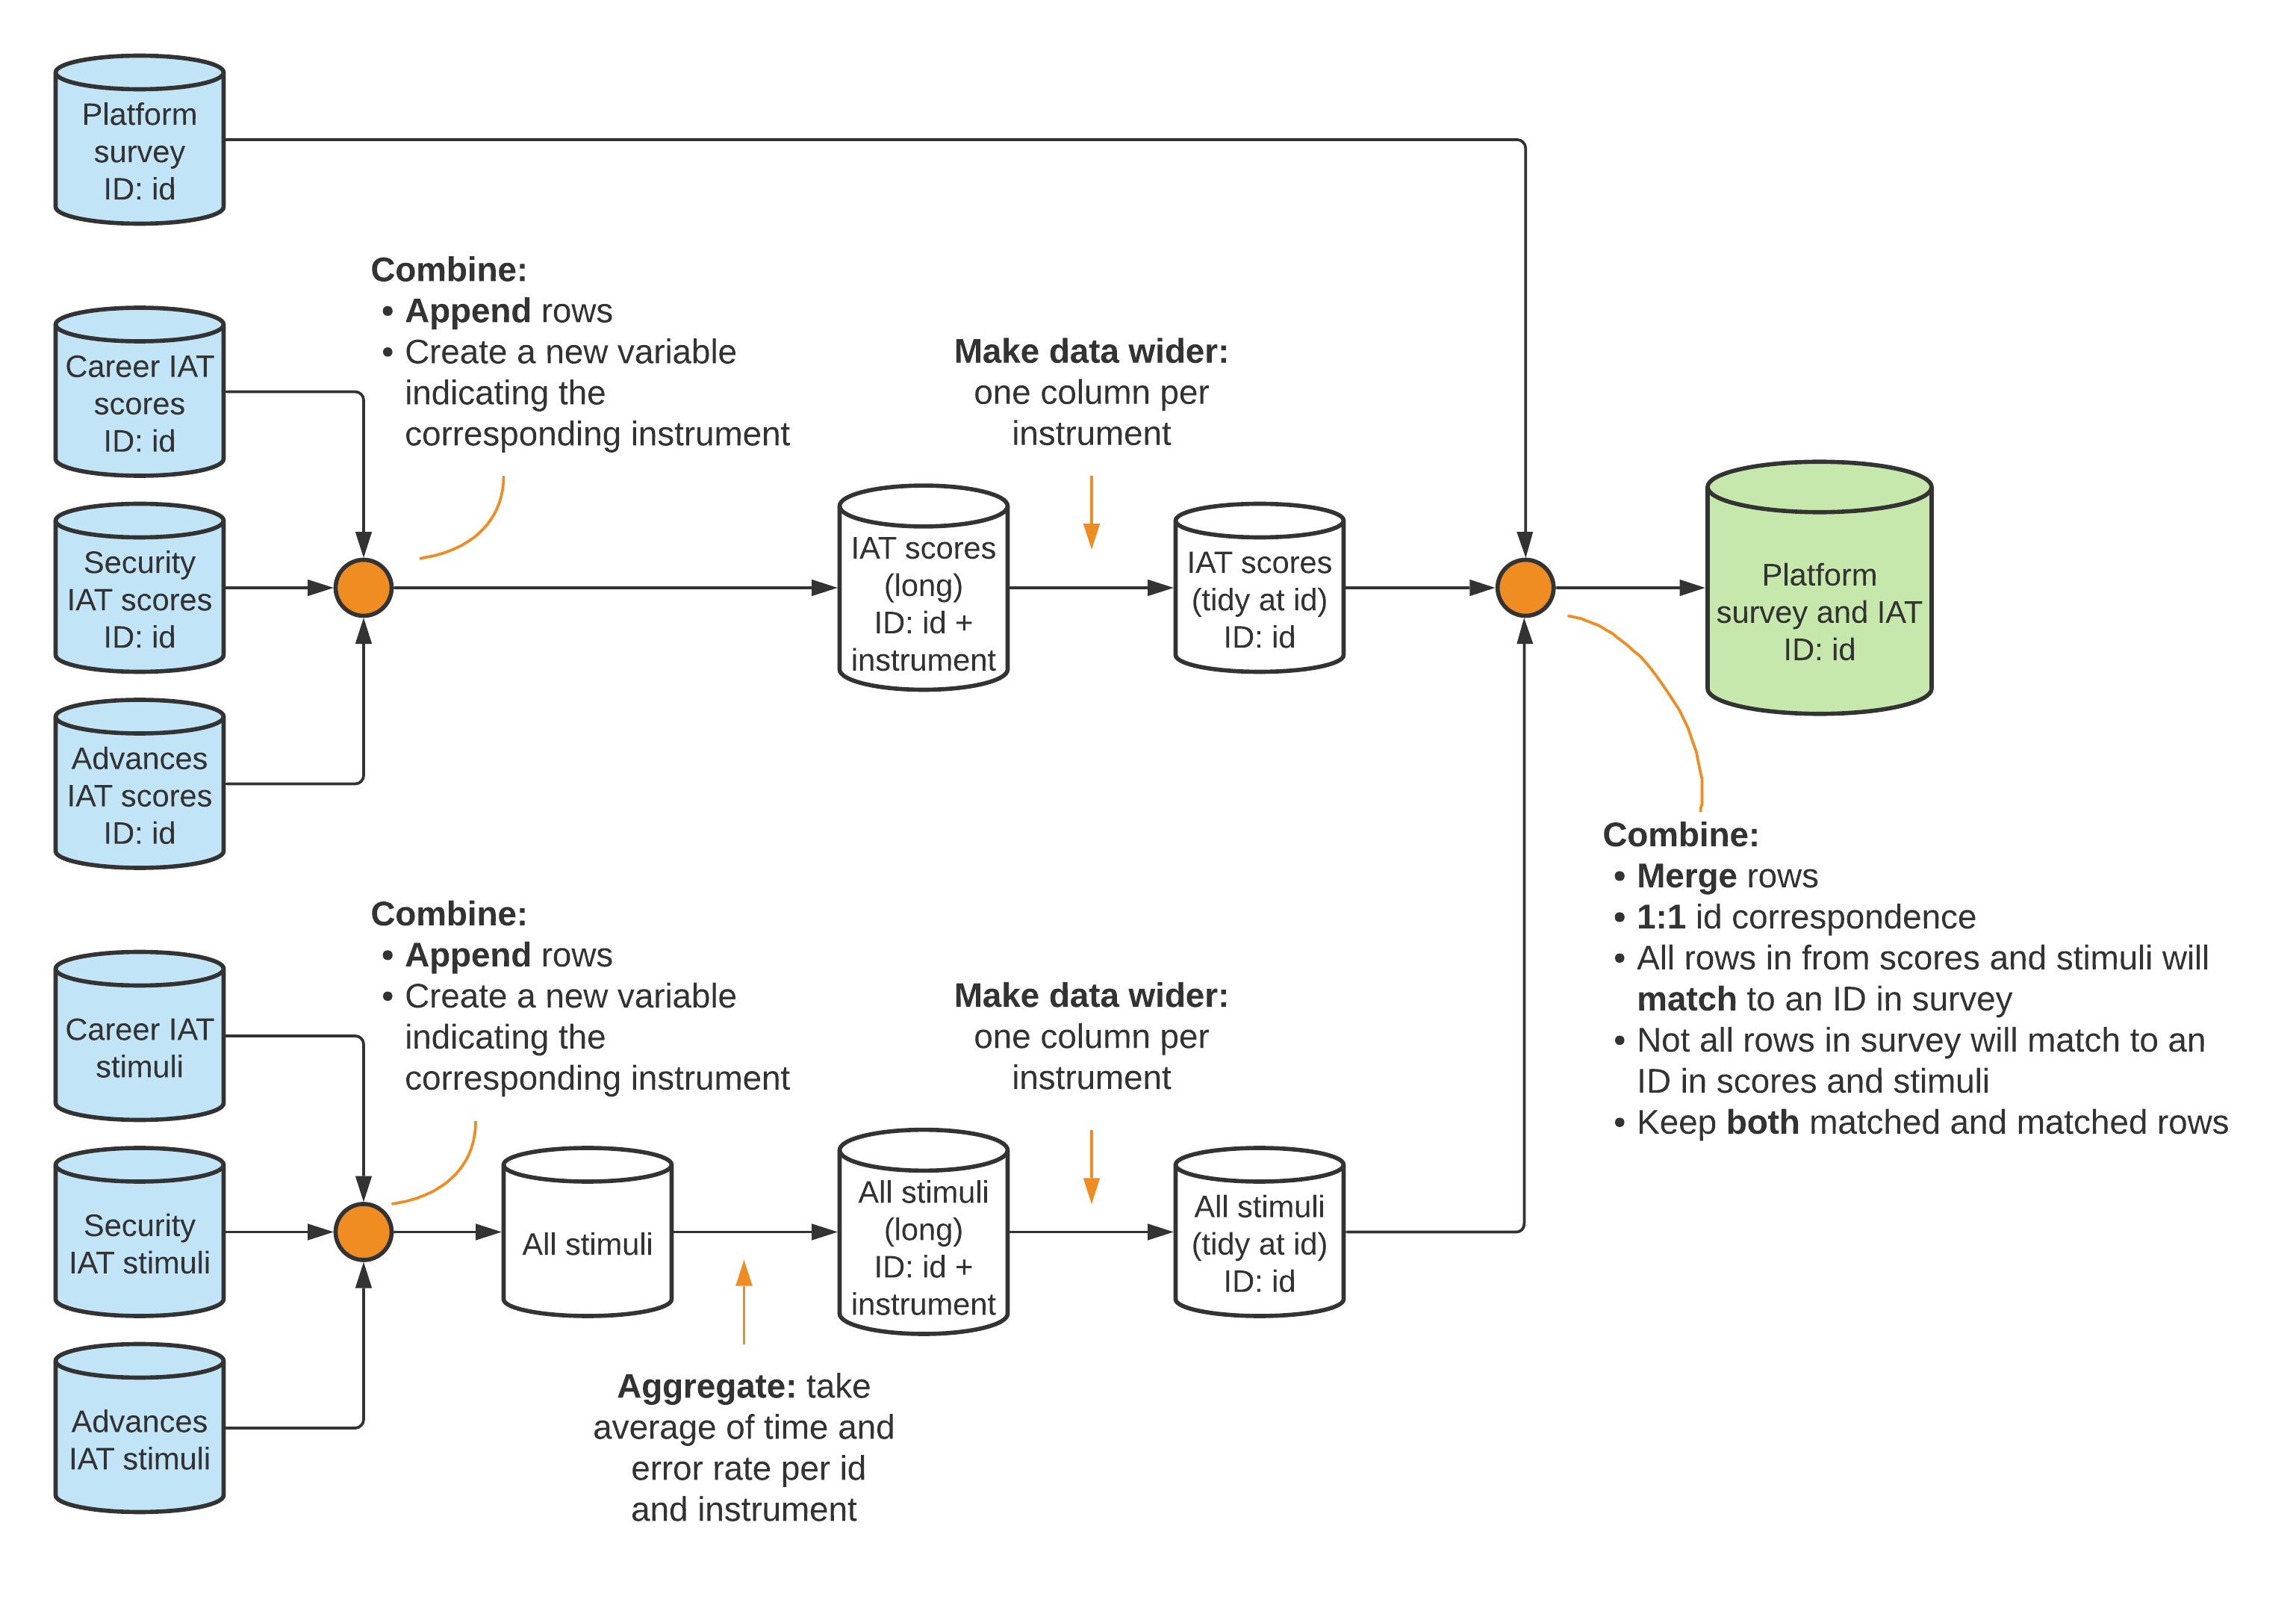 Platform
survey
ID: id
Combine:
• Append rows
• Create a new variable
indicating the
corresponding instrument
Career IAT
scores
ID: id
Make data wider:
one column per
instrument
Security
IAT scores
ID: id
IAT scores
(long)
ID: id +
instrument
IAT scores
(tidy at id)
ID: id
Platform
survey and IAT
ID: id
Advances
IAT scores
ID: id
Combine:
• Merge rows
• 1:1 id correspondence
• All rows in from scores and stimuli will
match to an ID in survey
• Not all rows in survey will match to an
ID in scores and stimuli
• Keep both matched and matched rows
Combine:
• Append rows
• Create a new variable
indicating the
corresponding instrument
Career IAT
stimuli
Make data wider:
one column per
instrument
Security
IAT stimuli
All stimuli
All stimuli
(long)
ID: id +
instrument
All stimuli
(tidy at id)
ID: id
Advances
IAT stimuli
Aggregate: take
average of time and
error rate per id
and instrument